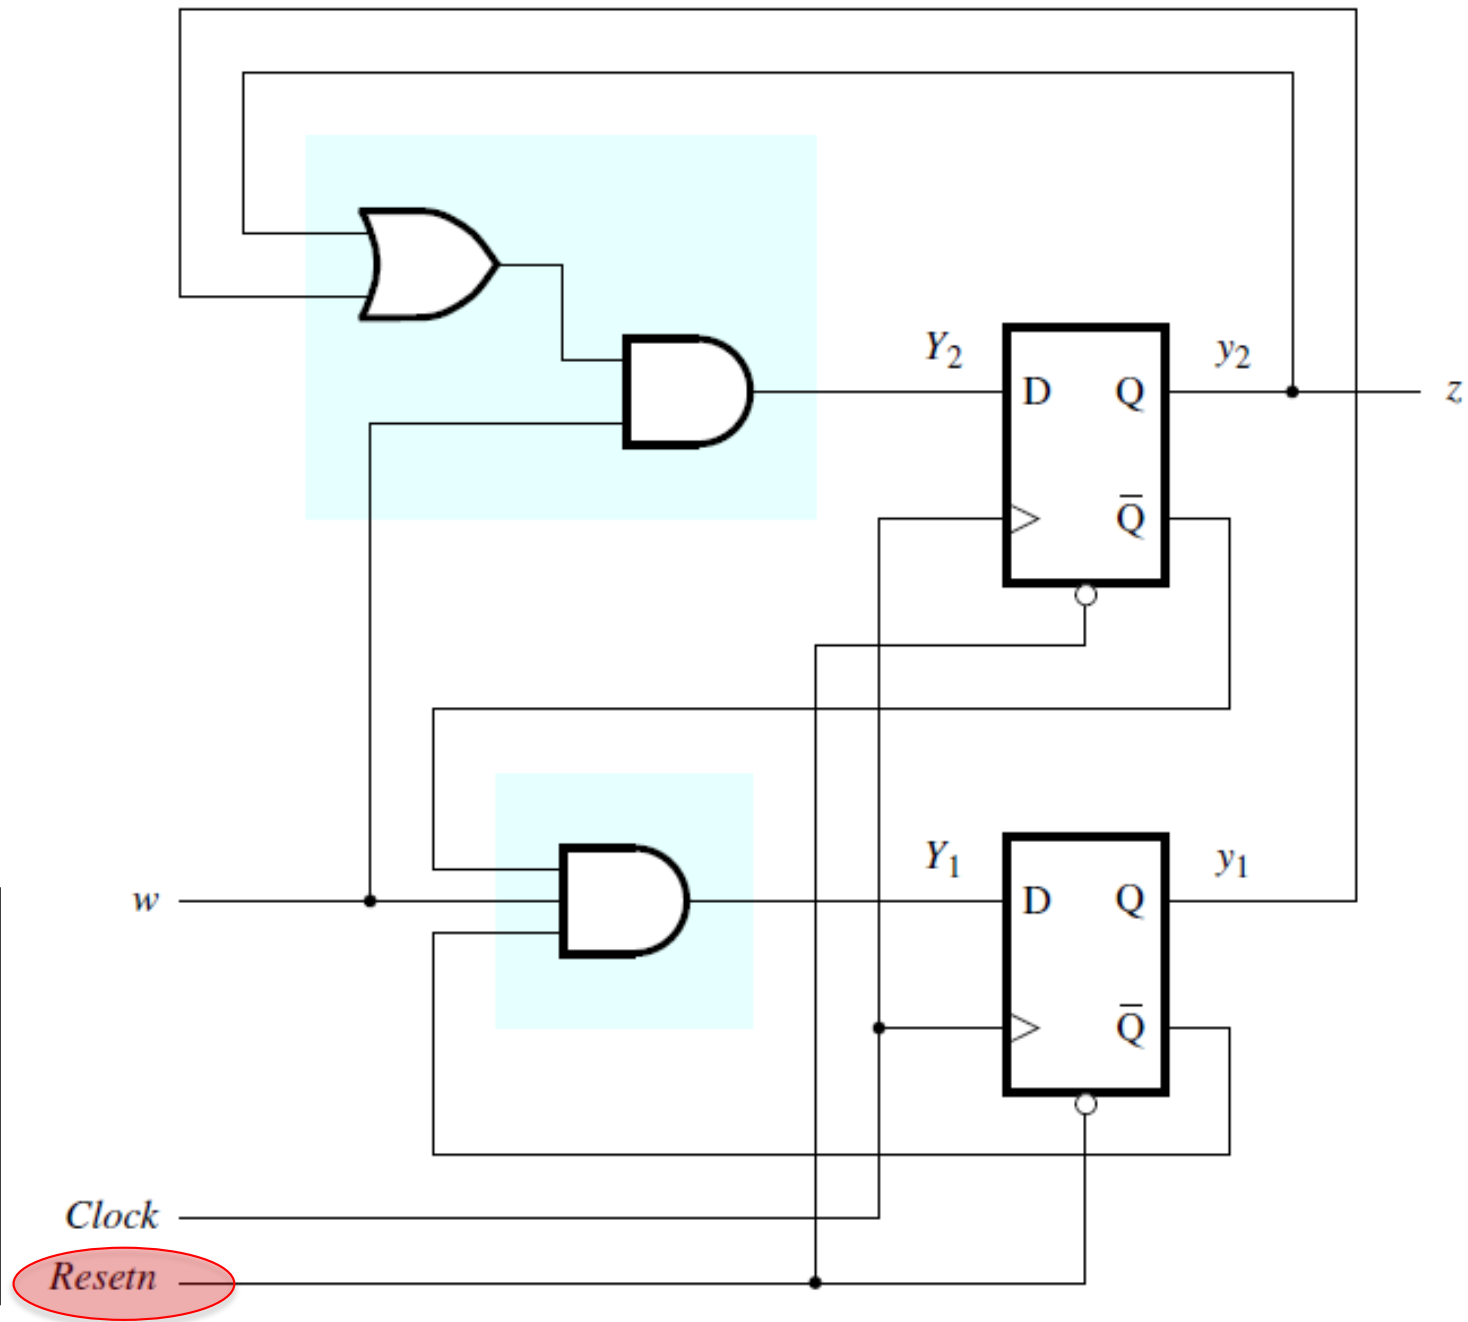 Y₂ y₂
D Q z
Q̅
Y₁ y₁
w D Q
Q̅
Clock
Resetn